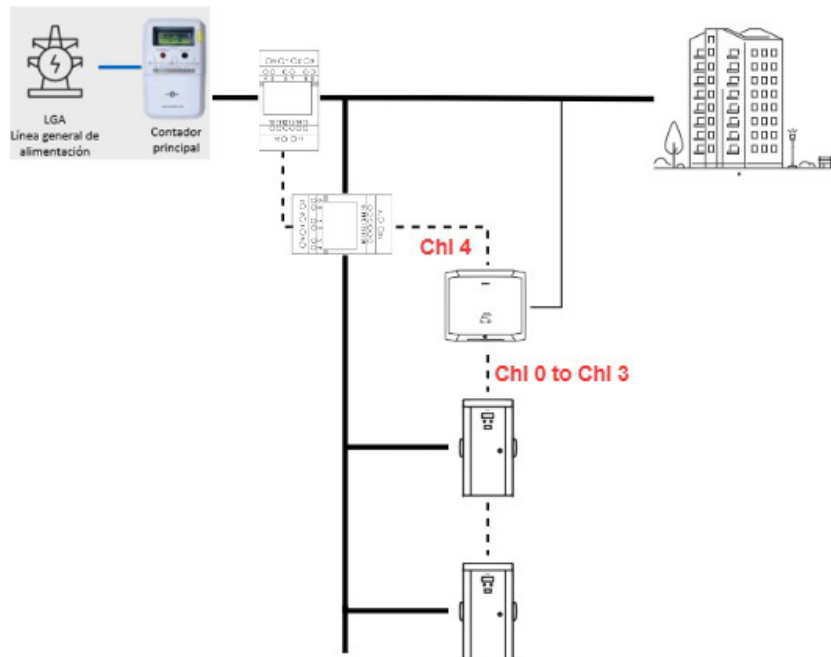 LGA
Línea general de
alimentación
Contador
principal
Chl 4
Chl 0 to Chl 3